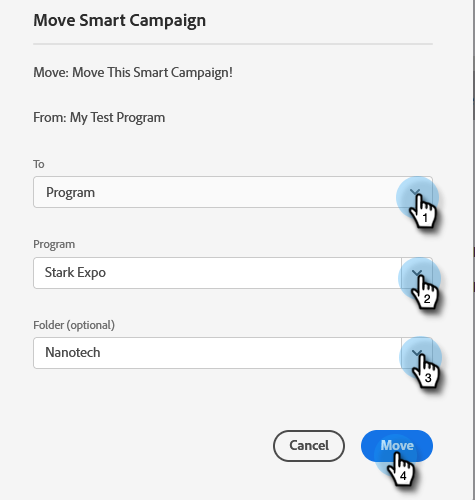 Move Smart Campaign
Move: Move This Smart Campaign!
From: My Test Program
To
Program
1
Program
Stark Expo
2
Folder (optional)
Nanotech
3
Cancel
Move
4